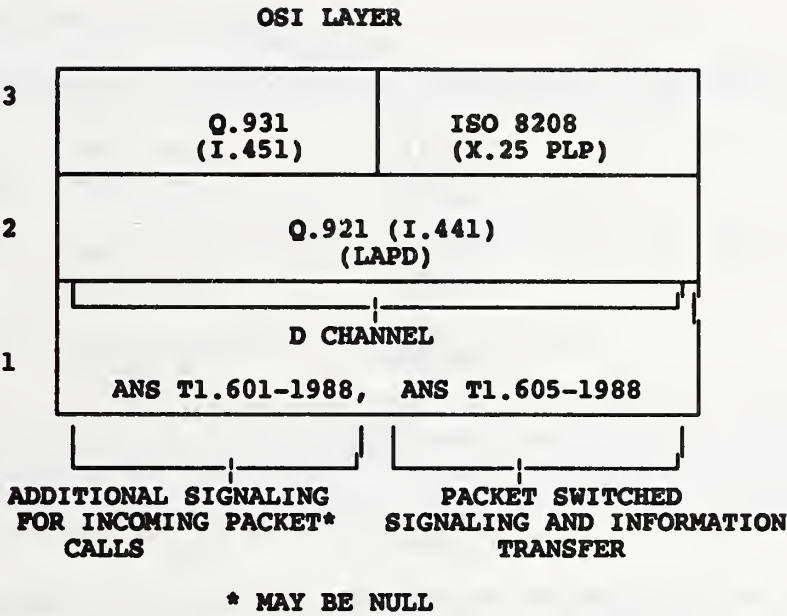 OSI LAYER
3
Q.931
(I.451)
ISO 8208
(X.25 PLP)
2
Q.921 (I.441)
(LAPD)
D CHANNEL
1
ANS T1.601-1988, ANS T1.605-1988
ADDITIONAL SIGNALING
FOR INCOMING PACKET*
CALLS
PACKET SWITCHED
SIGNALING AND INFORMATION
TRANSFER
* MAY BE NULL